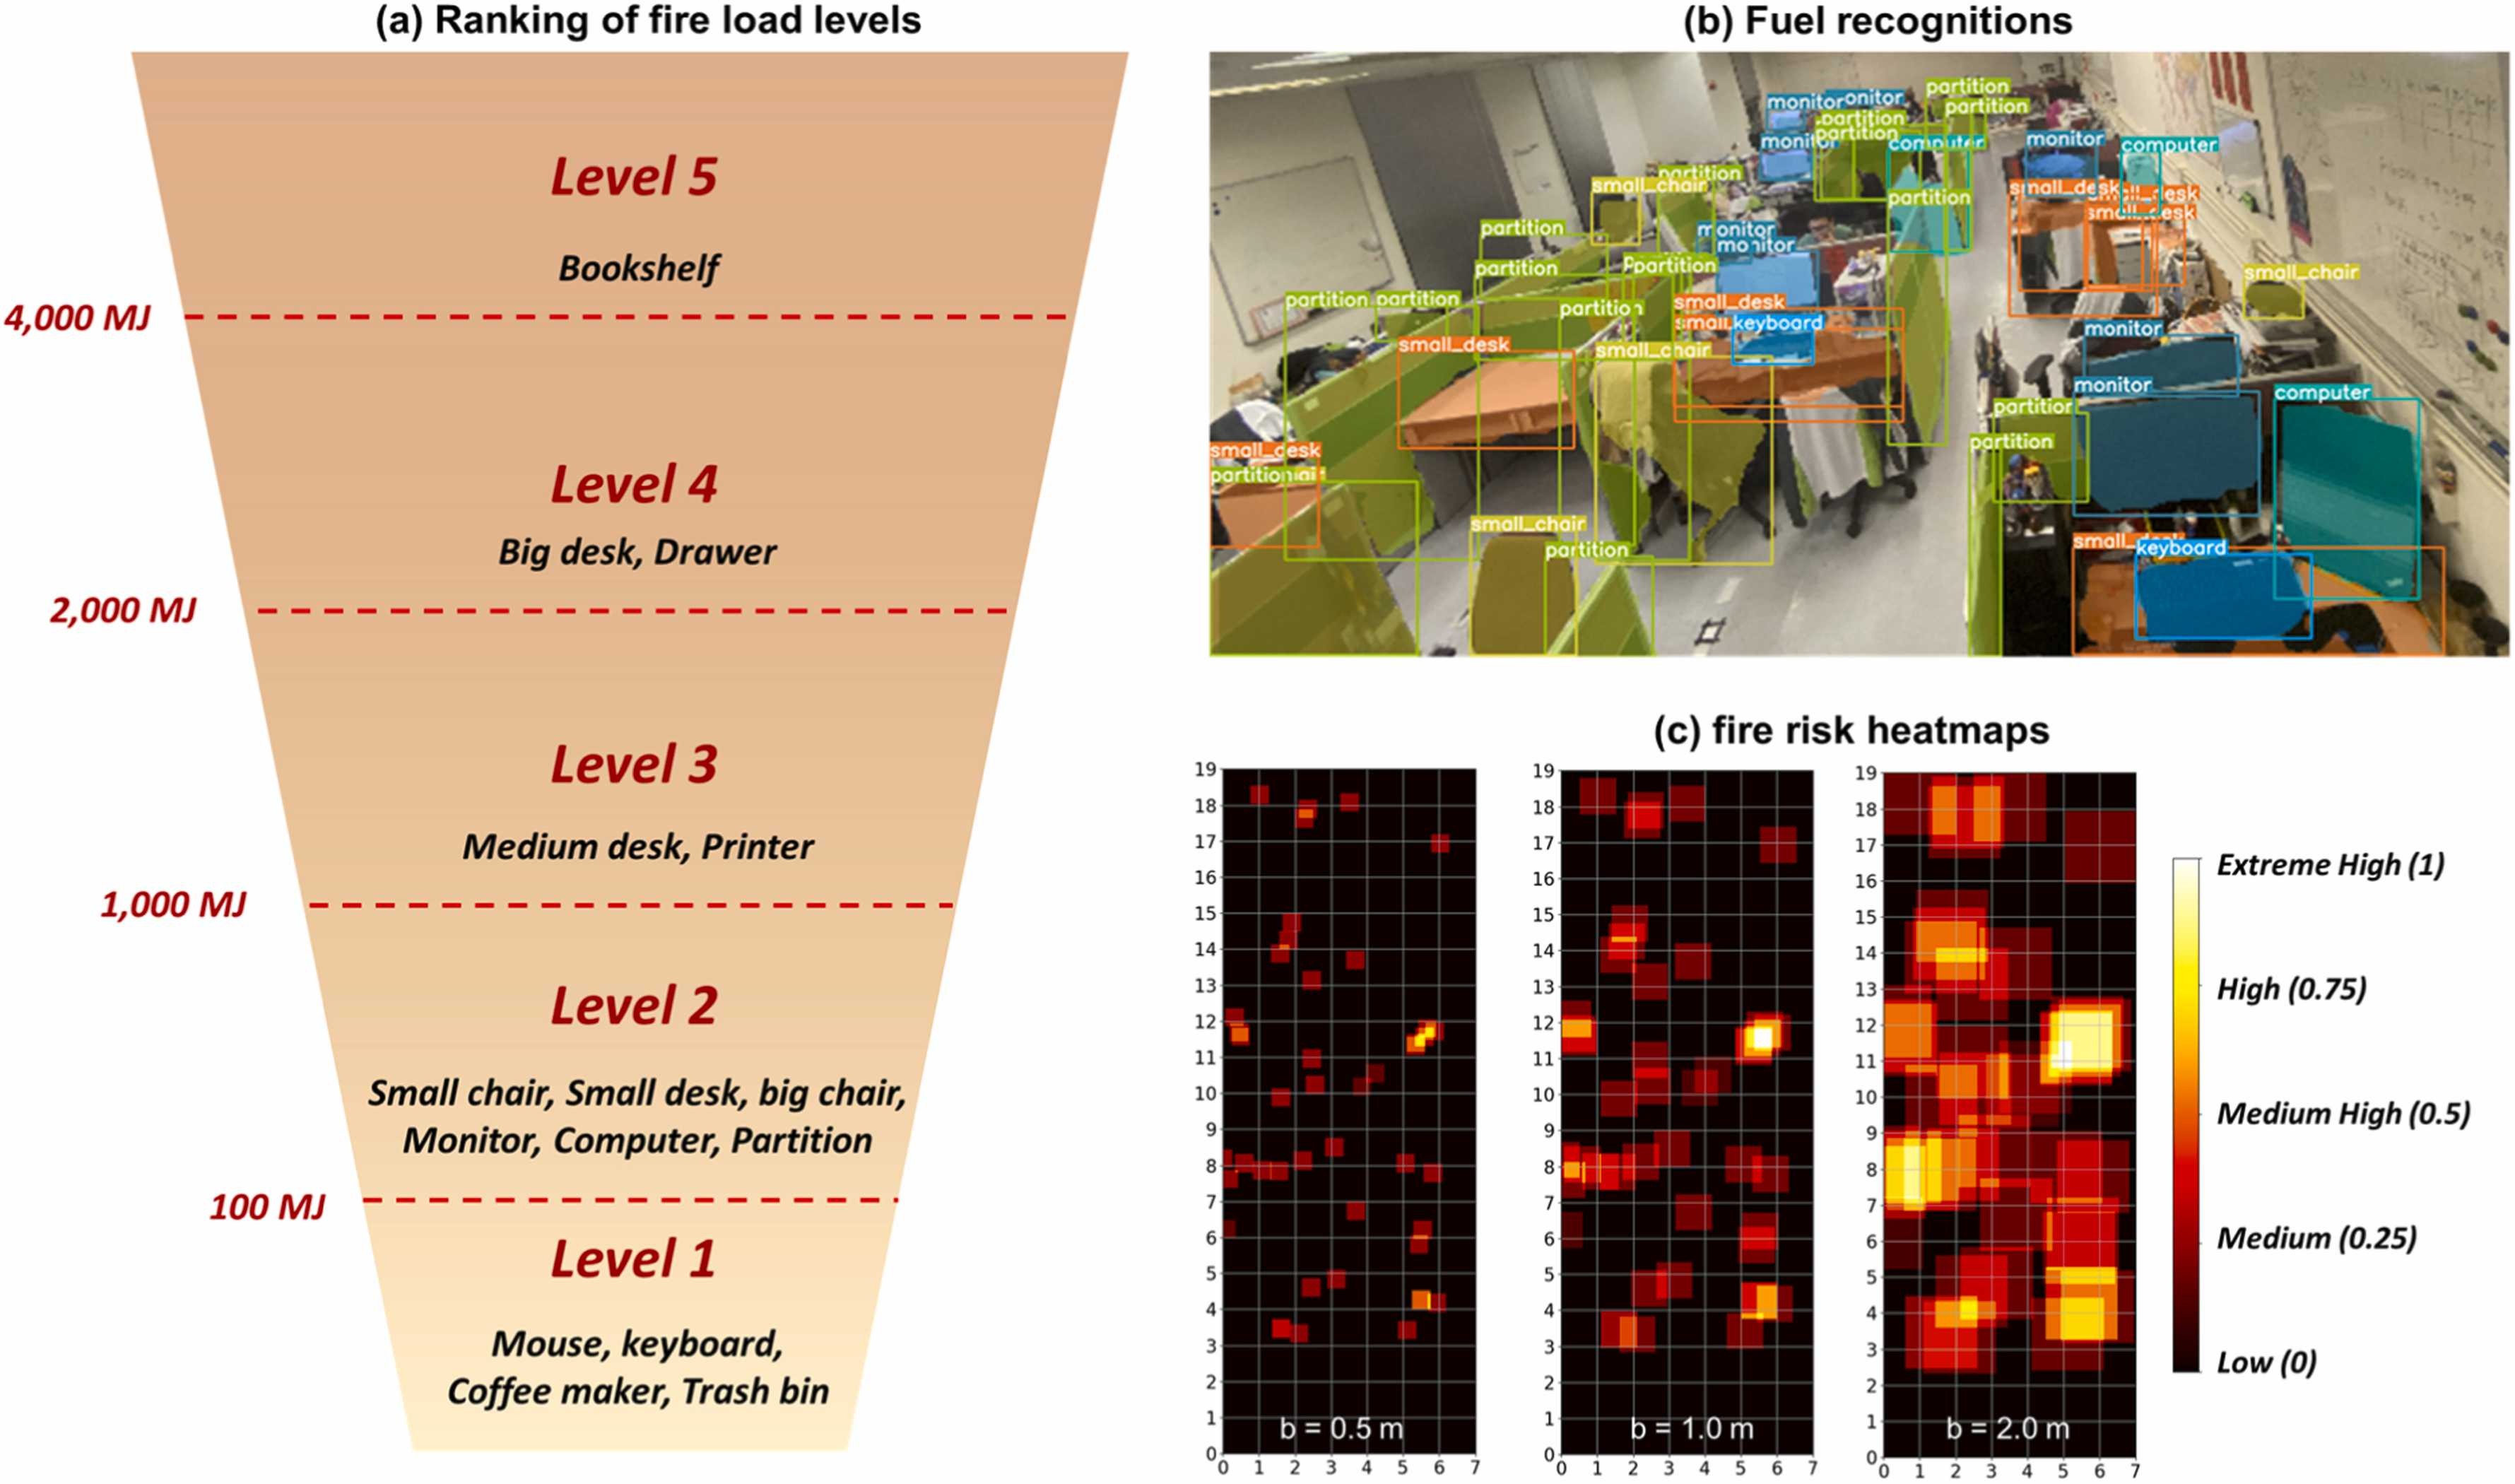 (a) Ranking of fire load levels
Level 5
Bookshelf
4,000 MJ
Level 4
Big desk, Drawer
2,000 MJ
Level 3
Medium desk, Printer
1,000 MJ
Level 2
Small chair, Small desk, big chair,
Monitor, Computer, Partition
100 MJ
Level 1
Mouse, keyboard,
Coffee maker, Trash bin
(b) Fuel recognitions
partition
monitor onitor
partition
partition
partition
monitor
computer
monitor
computer
partition
small_chair
small_desk
small_desk
partition
partition
monitor
monitor
partition
partition
small_chair
partition
partition
partition
small_desk
small keyboard
monitor
small_desk
small_chair
monitor
computer
partition
partition
small_desk
partition
small_chair
partition
small_desk
keyboard
(c) fire risk heatmaps
19
18
17
16
15
14
13
12
11
10
9
8
7
6
5
4
3
2
1
0
b = 0.5 m
0 1 2 3 4 5 6 7
19
18
17
16
15
14
13
12
11
10
9
8
7
6
5
4
3
2
1
0
b = 1.0 m
0 1 2 3 4 5 6 7
19
18
17
16
15
14
13
12
11
10
9
8
7
6
5
4
3
2
1
0
b = 2.0 m
0 1 2 3 4 5 6 7
Extreme High (1)
High (0.75)
Medium High (0.5)
Medium (0.25)
Low (0)